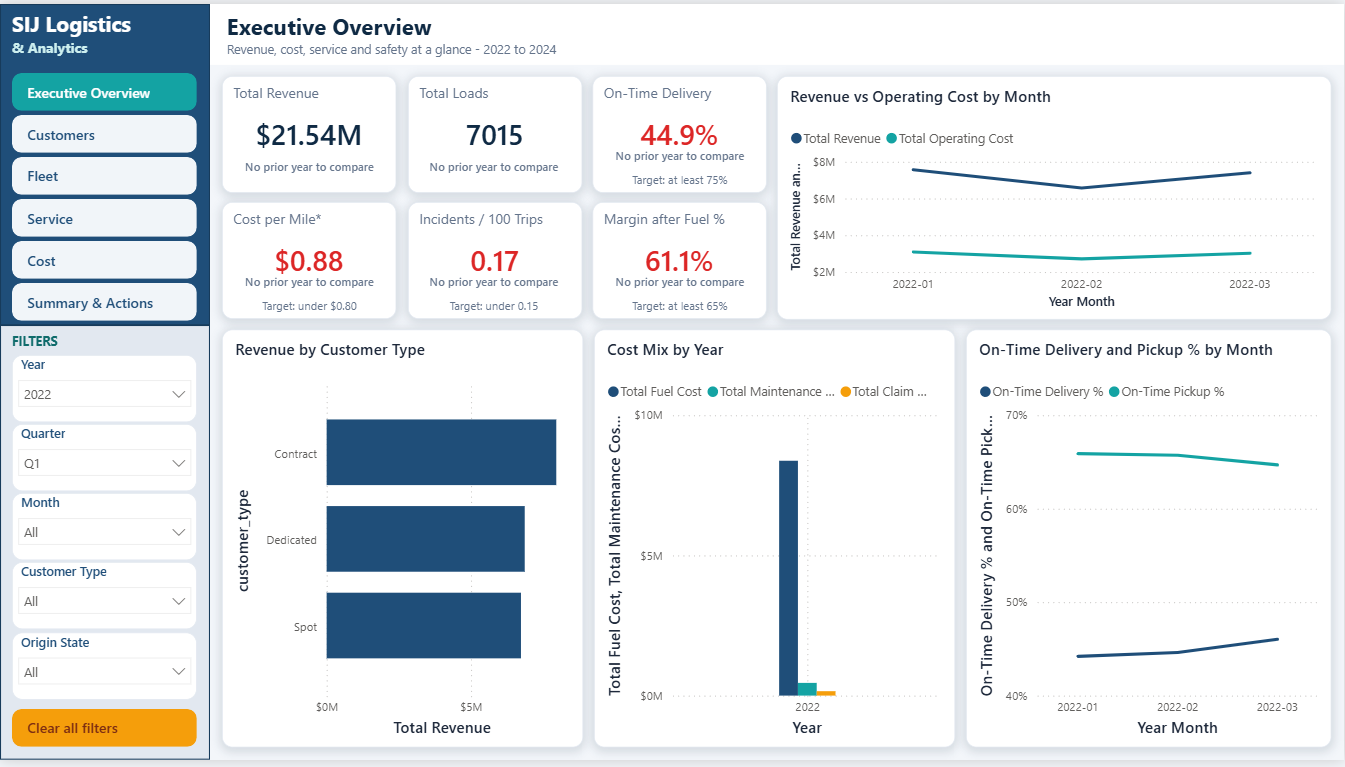 SIJ Logistics
& Analytics
Executive Overview
Customers
Fleet
Service
Cost
Summary & Actions
FILTERS
Year
2022
Quarter
Q1
Month
All
Customer Type
All
Origin State
All
Clear all filters
Executive Overview
Revenue, cost, service and safety at a glance - 2022 to 2024
Total Revenue
$21.54M
No prior year to compare
Total Loads
7015
No prior year to compare
On-Time Delivery
44.9%
No prior year to compare
Target: at least 75%
Cost per Mile*
$0.88
No prior year to compare
Target: under $0.80
Incidents / 100 Trips
0.17
No prior year to compare
Target: under 0.15
Margin after Fuel %
61.1%
No prior year to compare
Target: at least 65%
Revenue vs Operating Cost by Month
Total Revenue Total Operating Cost
Total Revenue an...
$8M
$6M
$4M
$2M
2022-01 2022-02 2022-03
Year Month
Revenue by Customer Type
customer_type
Contract
Dedicated
Spot
$0M $5M
Total Revenue
Cost Mix by Year
Total Fuel Cost Total Maintenance ... Total Claim ...
Total Fuel Cost, Total Maintenance Cos...
$10M
$5M
$0M
2022
Year
On-Time Delivery and Pickup % by Month
On-Time Delivery % On-Time Pickup %
On-Time Delivery % and On-Time Pick...
70%
60%
50%
40%
2022-01 2022-02 2022-03
Year Month